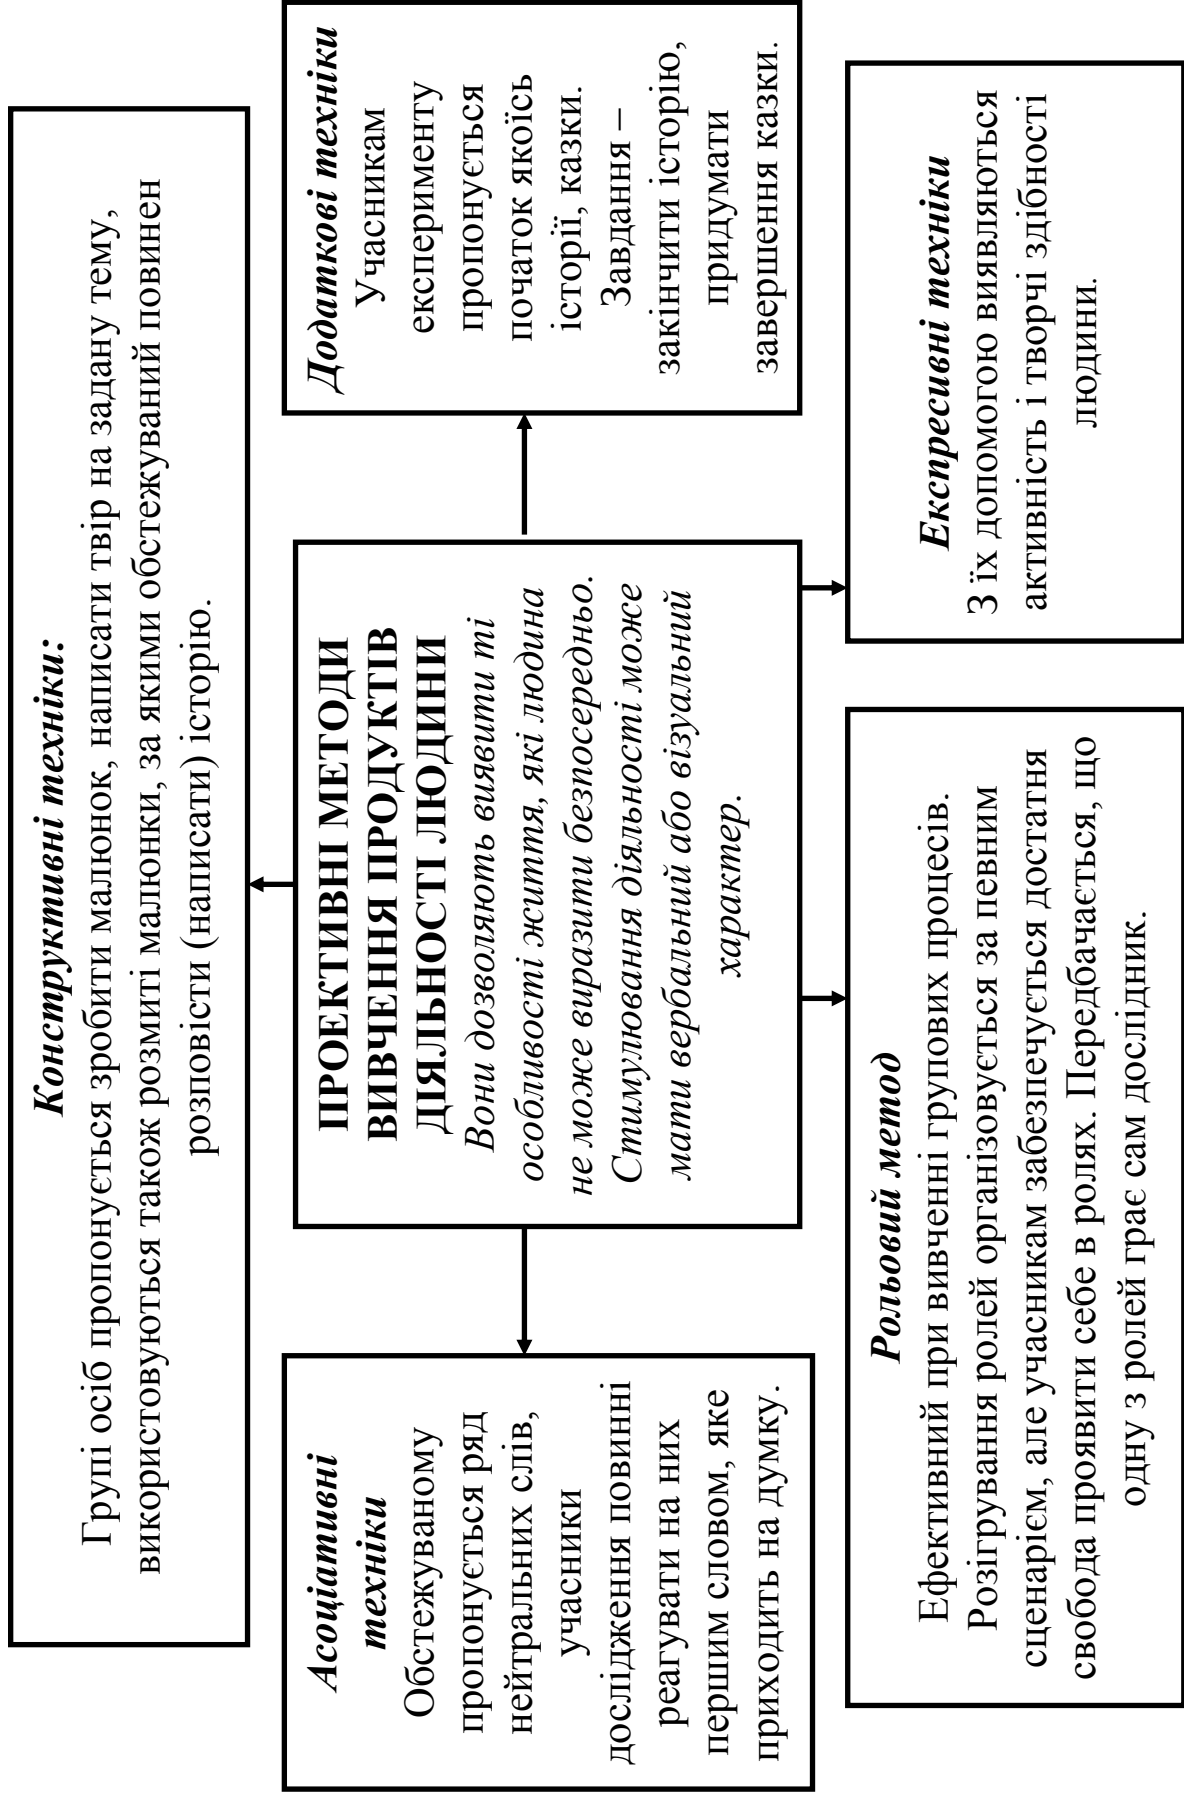 Конструктивні техніки:
Групі осіб пропонується зробити малюнок, написати твір на задану тему,
використовуються також розмиті малюнки, за якими обстежуваний повинен
розповісти (написати) історію.
Асоціативні
техніки
Обстежуваному
пропонується ряд
нейтральних слів,
учасники
дослідження повинні
реагувати на них
першим словом, яке
приходить на думку.
ПРОЕКТИВНІ МЕТОДИ
ВИВЧЕННЯ ПРОДУКТІВ
ДІЯЛЬНОСТІ ЛЮДИНИ
Вони дозволяють виявити ті
особливості життя, які людина
не може виразити безпосередньо.
Стимулювання діяльності може
мати вербальний або візуальний
характер.
Додаткові техніки
Учасникам
експерименту
пропонується
початок якоїсь
історії, казки.
Завдання –
закінчити історію,
придумати
завершення казки.
Рольовий метод
Ефективний при вивченні групових процесів.
Розігрування ролей організовується за певним
сценарієм, але учасникам забезпечується достатня
свобода проявити себе в ролях. Передбачається, що
одну з ролей грає сам дослідник.
Експресивні техніки
З їх допомогою виявляються
активність і творчі здібності
людини.